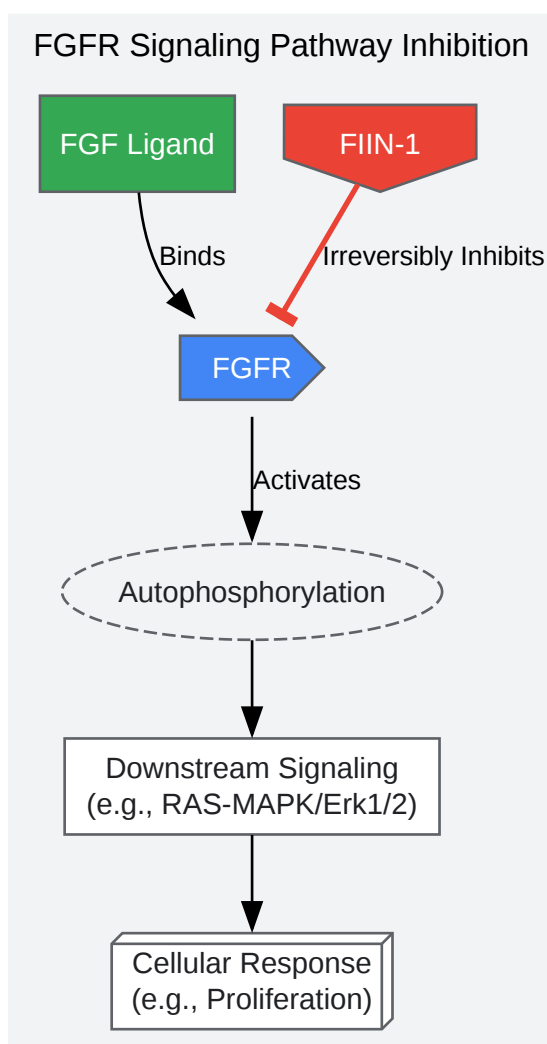 FGFR Signaling Pathway Inhibition
FGF Ligand
FIIN-1
Binds
Irreversibly Inhibits
FGFR
Activates
Autophosphorylation
Downstream Signaling
(e.g., RAS-MAPK/Erk1/2)
Cellular Response
(e.g., Proliferation)